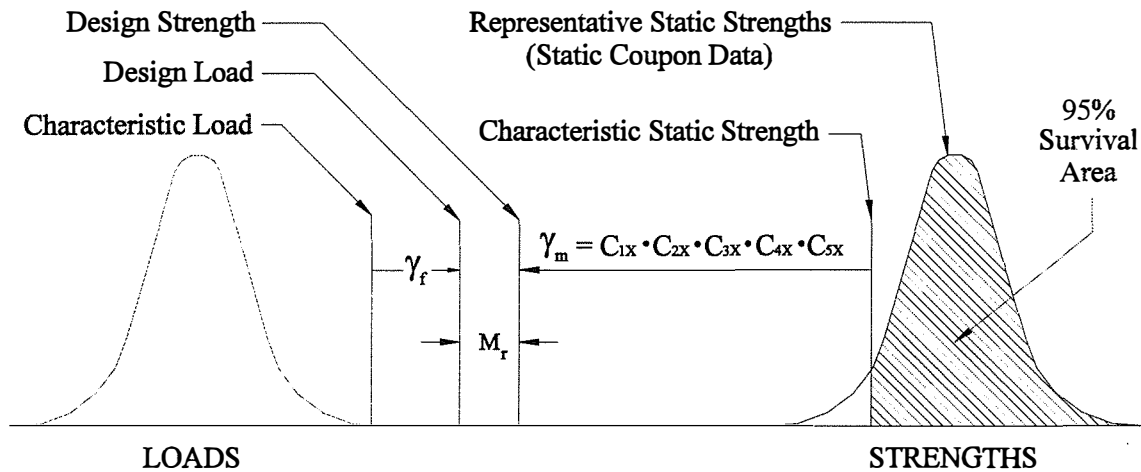 Design Strength
Design Load
Characteristic Load
Representative Static Strengths
(Static Coupon Data)
Characteristic Static Strength
95%
Survival
Area
γf
γm = C1x • C2x • C3x • C4x • C5x
Mr
LOADS
STRENGTHS